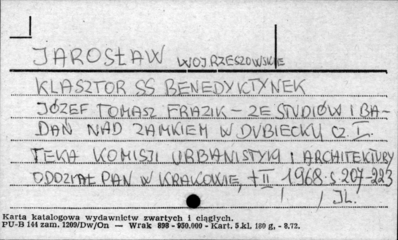 JAROSŁAW WOJ RZESZOWSKIE
KLASZTOR SS BENEDYKTYNEK
JÓZEF TOMASZ FRAZIK – ZE STUDIÓW I BA-
DAŃ NAD ZAMKIEM W DUBIECKU CZ I.
TEKA KOMISJI URBANISTYKI I ARCHITEKTURY
ODDZIAŁ PAN W KRAKOWIE, t II, 1968 s 207-223
, JL.
Karta katalogowa wydawnictw zwartych i ciągłych.
PU-B 144 zam. 1209/Dw/On — Wrok 898 - 950.000 - Kart. 5.kl. 180 g. - 8.72.